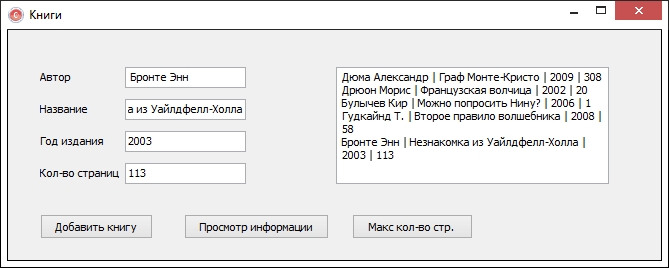 Книги
Автор
Бронте Энн
Название
а из Уайлдфелл-Холла
Год издания
2003
Кол-во страниц
113
Дюма Александр | Граф Монте-Кристо | 2009 | 308
Дрюон Морис | Французская волчица | 2002 | 20
Булычев Кир | Можно попросить Нину? | 2006 | 1
Гудкайнд Т. | Второе правило волшебника | 2008 |
58
Бронте Энн | Незнакомка из Уайлдфелл-Холла |
2003 | 113
Добавить книгу
Просмотр информации
Макс кол-во стр.